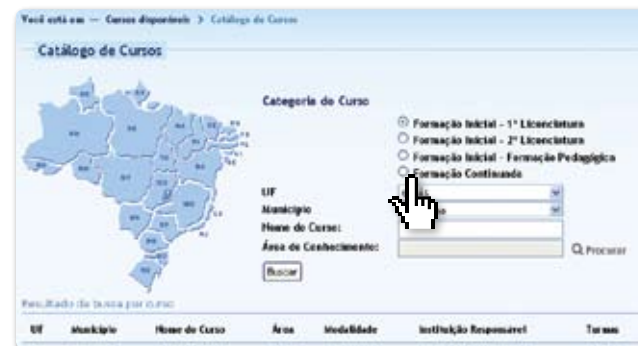 Você está em — Cursos disponíveis > Catálogo de Cursos
Catálogo de Cursos
Categoria do Curso
Formação Inicial - 1ª Licenciatura
Formação Inicial - 2ª Licenciatura
Formação Inicial - Formação Pedagógica
Formação Continuada
UF
Município
Nome do Curso:
Área de Conhecimento:
Procurar
Buscar
Resultado da busca por curso
UF Município Nome do Curso Área Modalidade Instituição Responsável Turmas